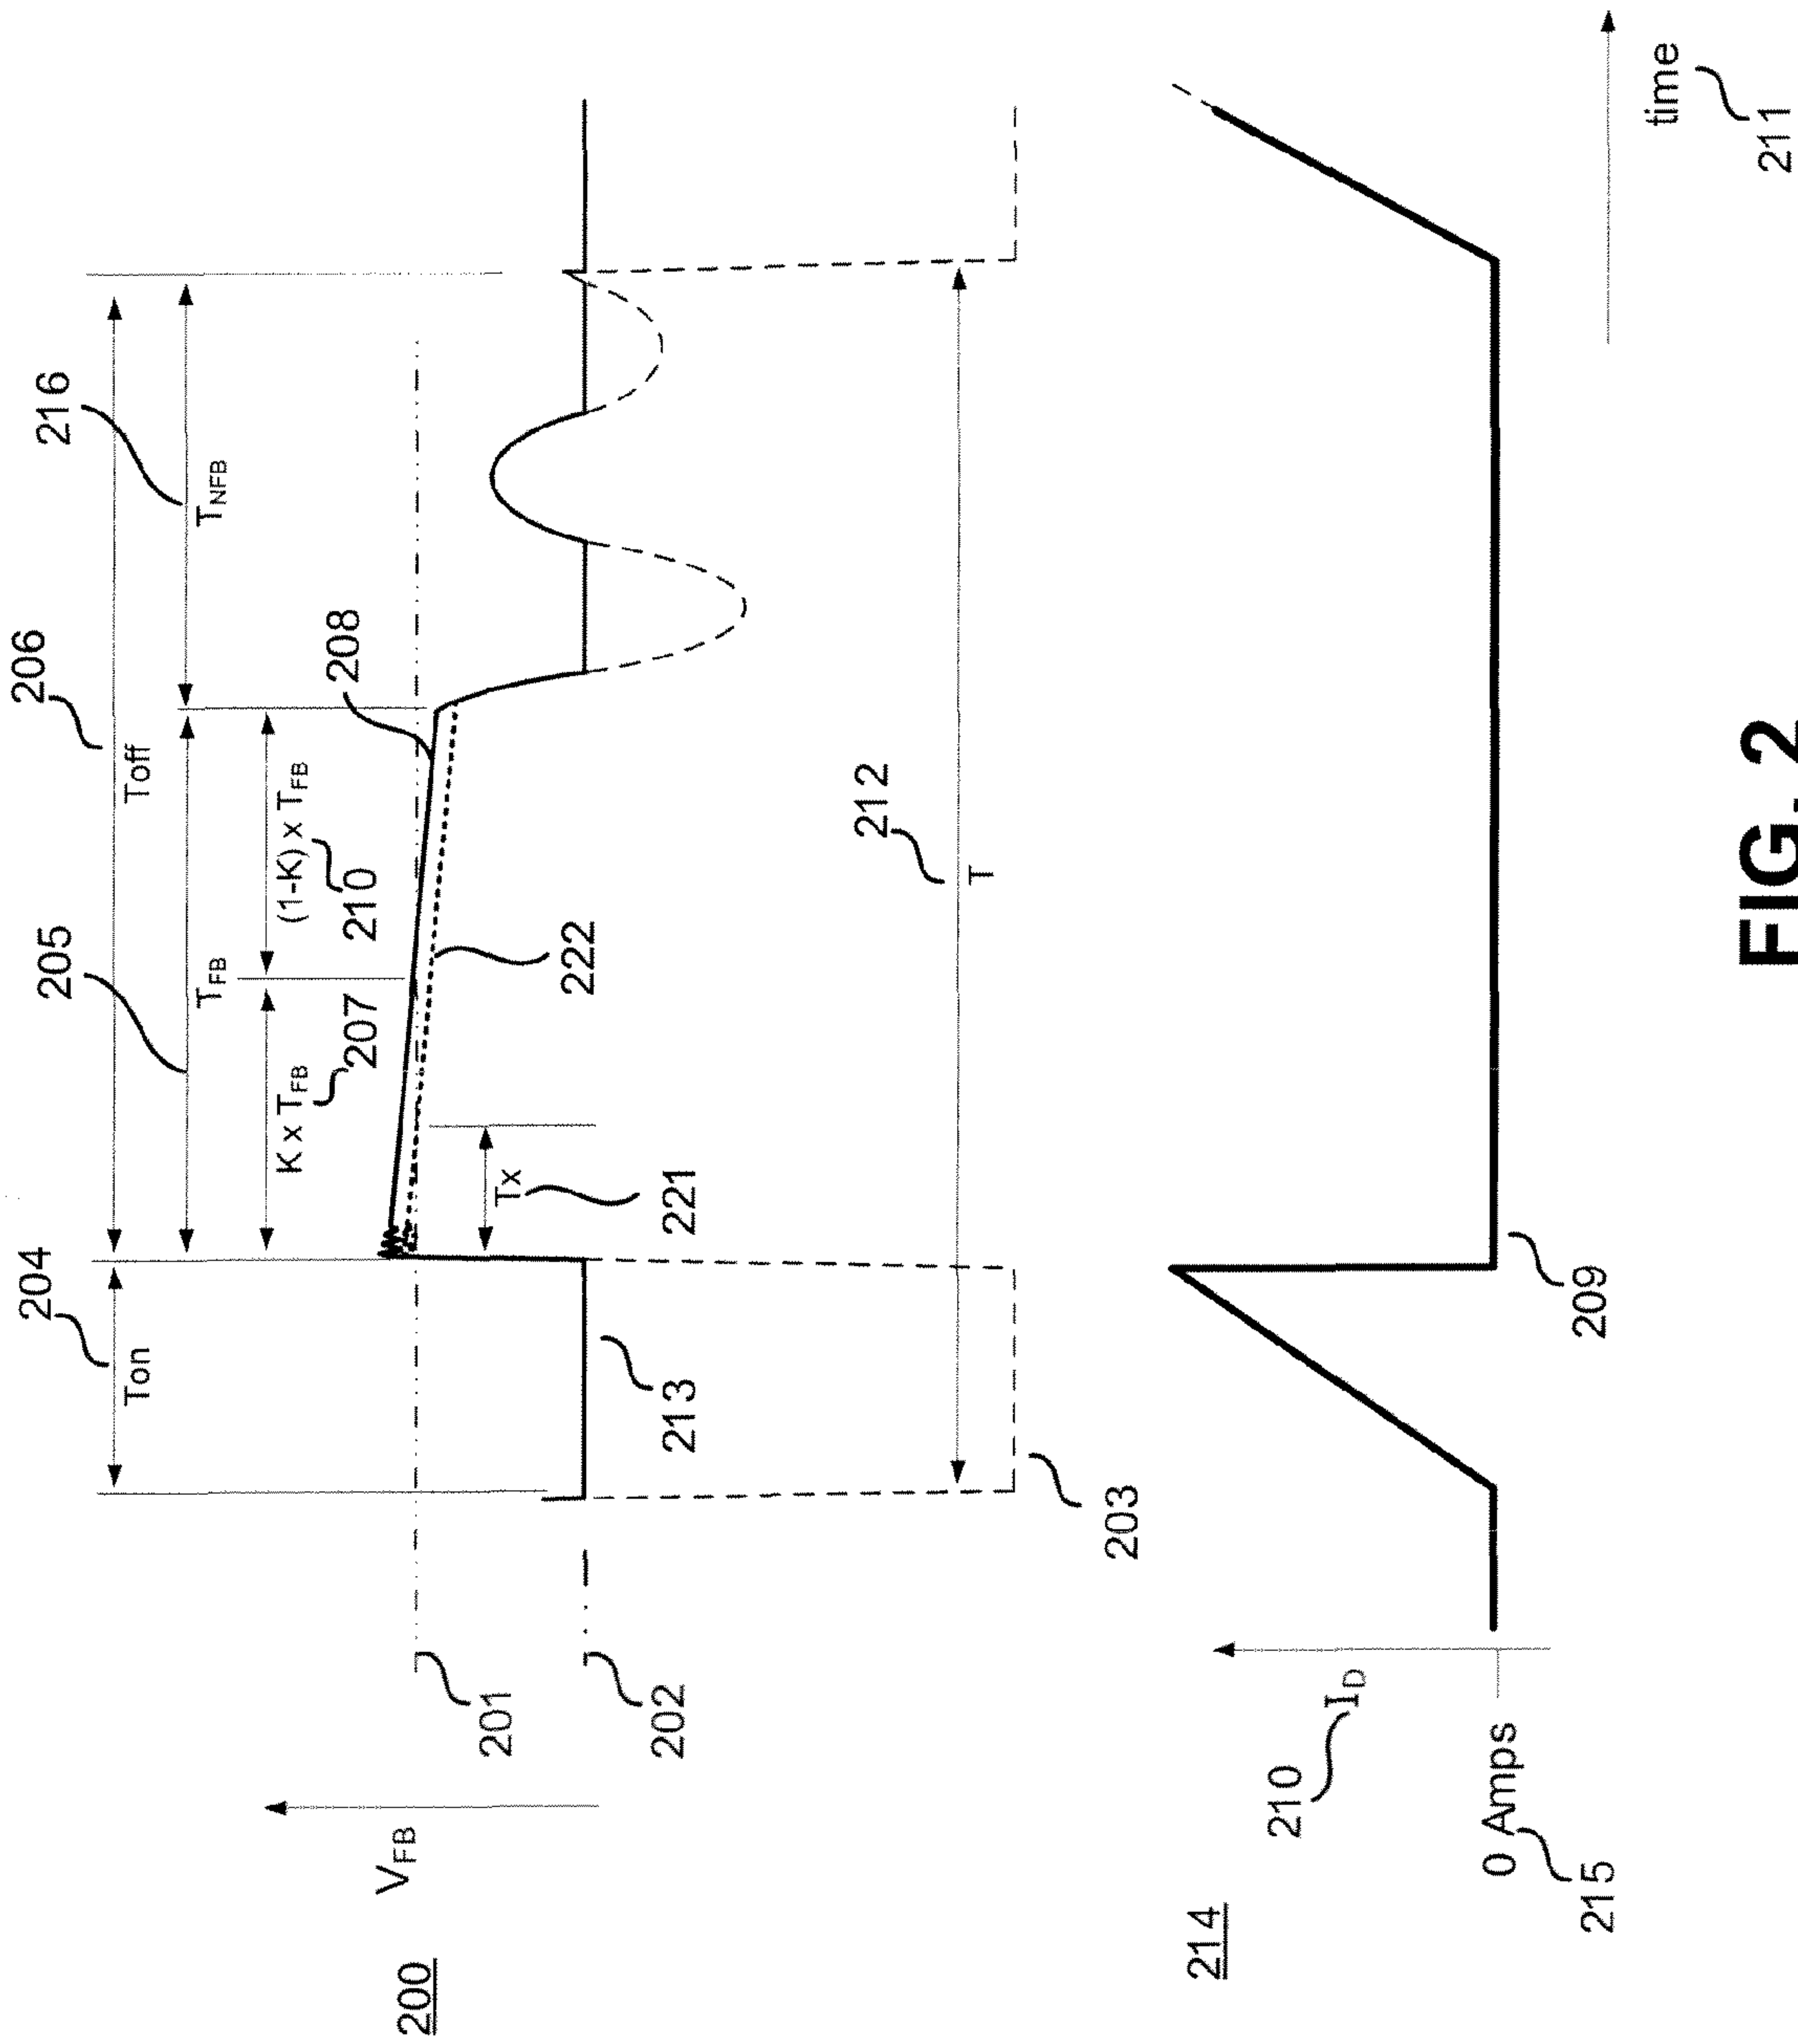 206
204
205
216
Ton
Toff
T_FB
T_NFB
K x T_FB
(1-K) x T_FB
207
210
208
V_FB
200
201
Tx
221
222
202
213
212
T
203
214
210
I_D
0 Amps
215
209
time
211
FIG. 2